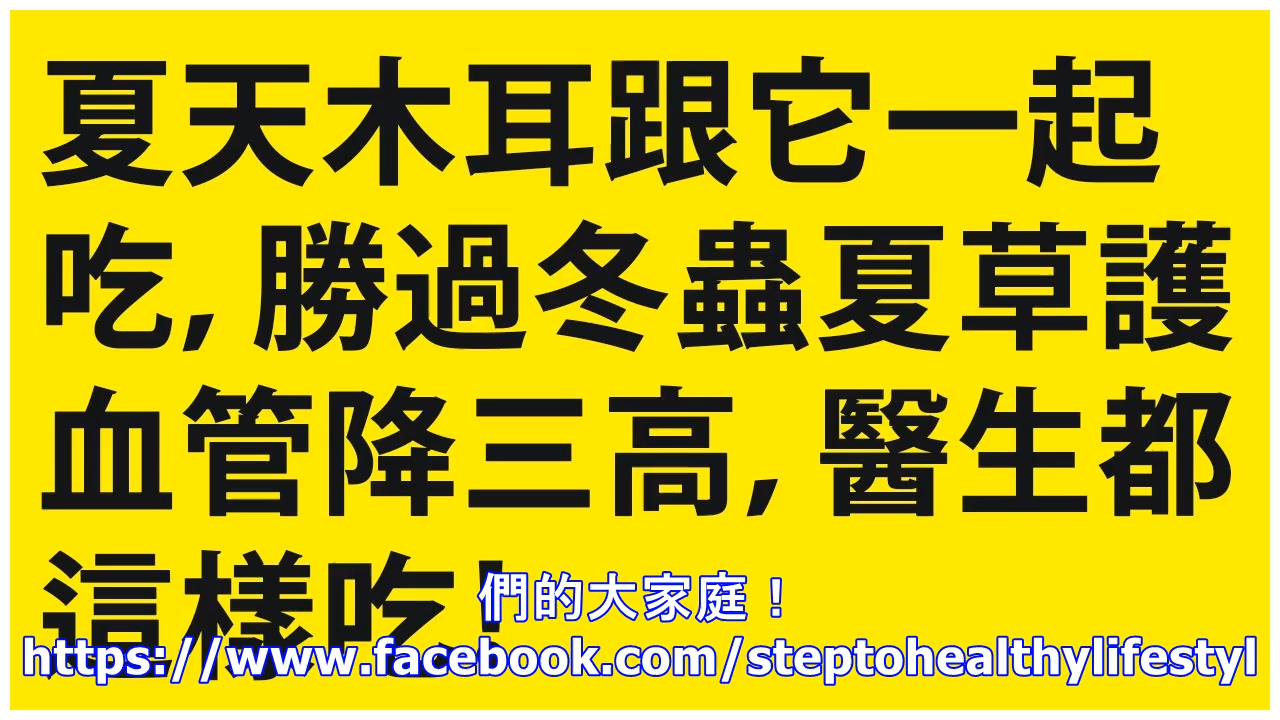 夏天木耳跟它一起
吃,勝過冬蟲夏草護
血管降三高,醫生都
這樣吃!
們的大家庭！
https://www.facebook.com/steptohealthylifestyl